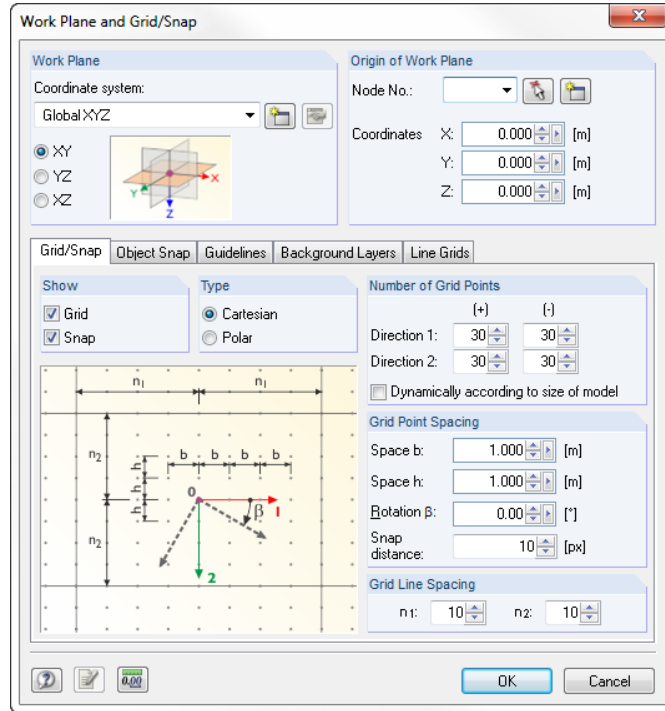 Work Plane and Grid/Snap
Work Plane
Coordinate system:
Global XYZ
XY
YZ
XZ
X
Y
Z
Origin of Work Plane
Node No.:
Coordinates X: 0.000 [m]
Y: 0.000 [m]
Z: 0.000 [m]
Grid/Snap Object Snap Guidelines Background Layers Line Grids
Show
Grid
Snap
Type
Cartesian
Polar
Number of Grid Points
(+) (-)
Direction 1: 30 30
Direction 2: 30 30
Dynamically according to size of model
n1 n1
n2
b b b b
h
h
h
0
1
β
n2
2
Grid Point Spacing
Space b: 1.000 [m]
Space h: 1.000 [m]
Rotation β: 0.00 [°]
Snap distance: 10 [px]
Grid Line Spacing
n1: 10 n2: 10
0.00
OK Cancel